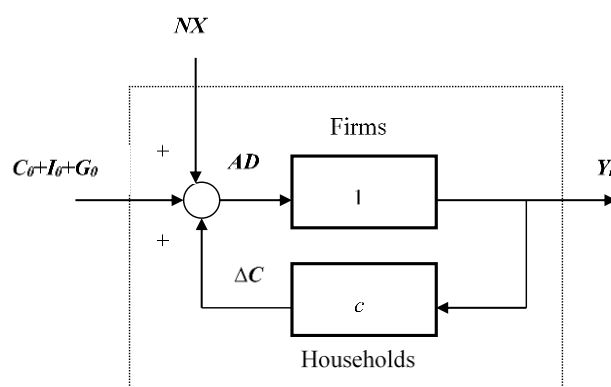 NX
Firms
+
AD
C₀+I₀+G₀
1
+
ΔC
c
Households